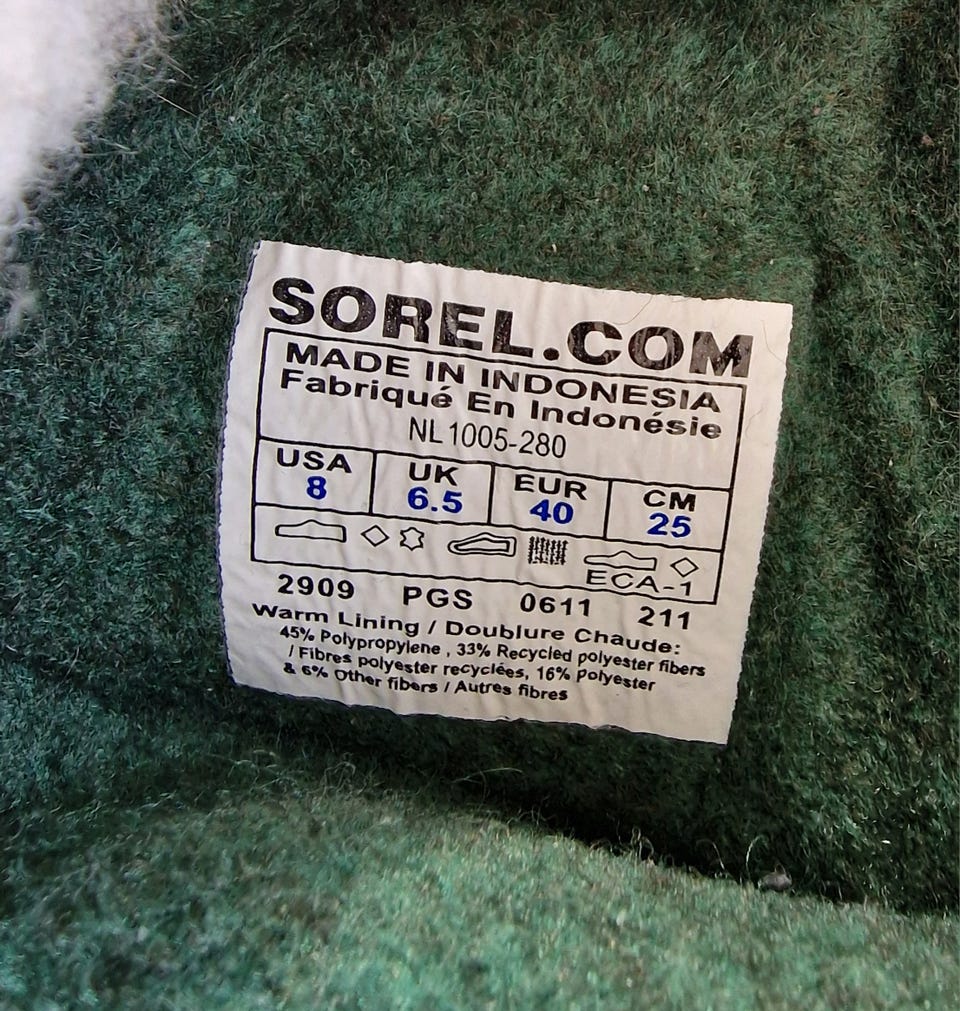 SOREL.COM
MADE IN INDONESIA
Fabriqué En Indonésie
NL1005-280
USA UK EUR CM
8 6.5 40 25
ECA-1
2909 PGS 0611 211
Warm Lining / Doublure Chaude:
45% Polypropylene , 33% Recycled polyester fibers
/ Fibres polyester recyclées, 16% Polyester
& 6% Other fibers / Autres fibres